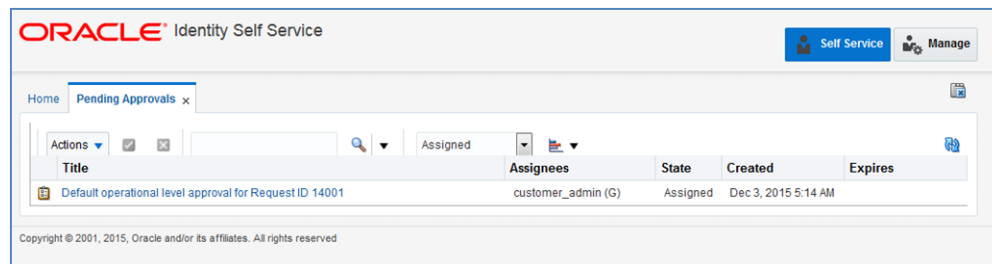 ORACLE® Identity Self Service
Self Service Manage
Home Pending Approvals x
Actions Assigned
Title Assignees State Created Expires
Default operational level approval for Request ID 14001 customer_admin (G) Assigned Dec 3, 2015 5:14 AM
Copyright © 2001, 2015, Oracle and/or its affiliates. All rights reserved